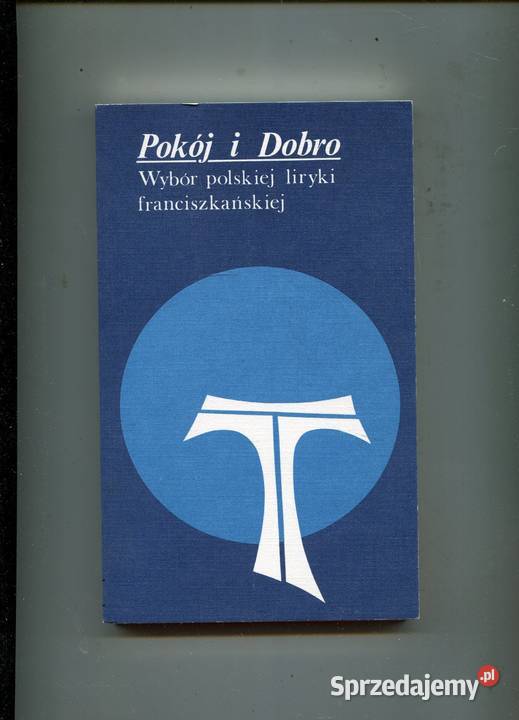 Pokój i Dobro
Wybór polskiej liryki
franciszkańskiej
Sprzedajemy.pl